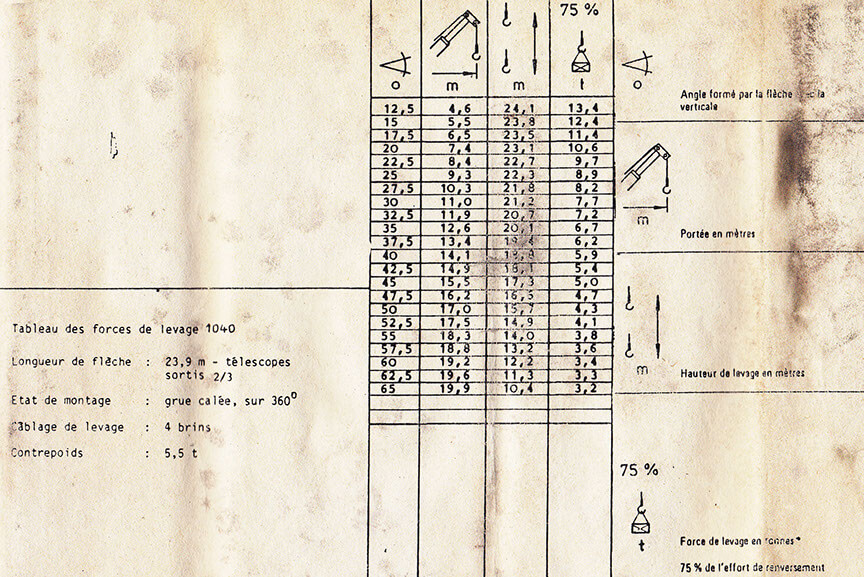 75 %
o m m t
12,5 4,6 24,1 13,4
15 5,5 23,8 12,4
17,5 6,5 23,5 11,4
20 7,4 23,1 10,6
22,5 8,4 22,7 9,7
25 9,3 22,3 8,9
27,5 10,3 21,8 8,2
30 11,0 21,2 7,7
32,5 11,9 20,7 7,2
35 12,6 20,1 6,7
37,5 13,4 6,2
40 14,1 5,9
42,5 14,9 18,1 5,4
45 15,5 17,3 5,0
47,5 16,2 16,5 4,7
50 17,0 15,7 4,3
52,5 17,5 14,9 4,1
55 18,3 14,0 3,8
57,5 18,8 13,2 3,6
60 19,2 12,2 3,4
62,5 19,6 11,3 3,3
65 19,9 10,4 3,2
Tableau des forces de levage 1040
Longueur de flèche : 23,9 m - télescopes
sortis 2/3
Etat de montage : grue calée, sur 360°
Câblage de levage : 4 brins
Contrepoids : 5,5 t
o
Angle formé par la flèche la
verticale
m
Portée en mètres
m
Hauteur de levage en mètres
75 %
t
Force de levage en tonnes*
75 % de l'effort de renversement